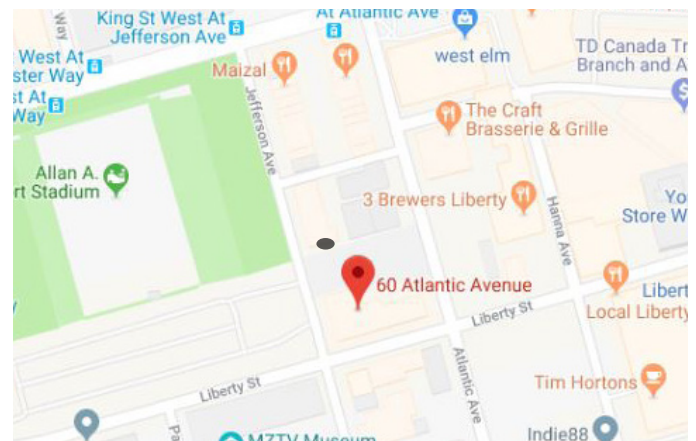 Way
King St West At
Jefferson Ave
At Atlantic Ave
west elm
TD Canada Tr
Branch and A
West At
ster Way
st At
Way
Maizal
Jefferson Ave
The Craft
Brasserie & Grille
Allan A.
rt Stadium
3 Brewers Liberty
Hanna Ave
Yo
Store W
60 Atlantic Avenue
Liberty St
Libert
Local Liberty
Liberty St
Atlantic Ave
Tim Hortons
Pa
MZTV Museum
Indie88